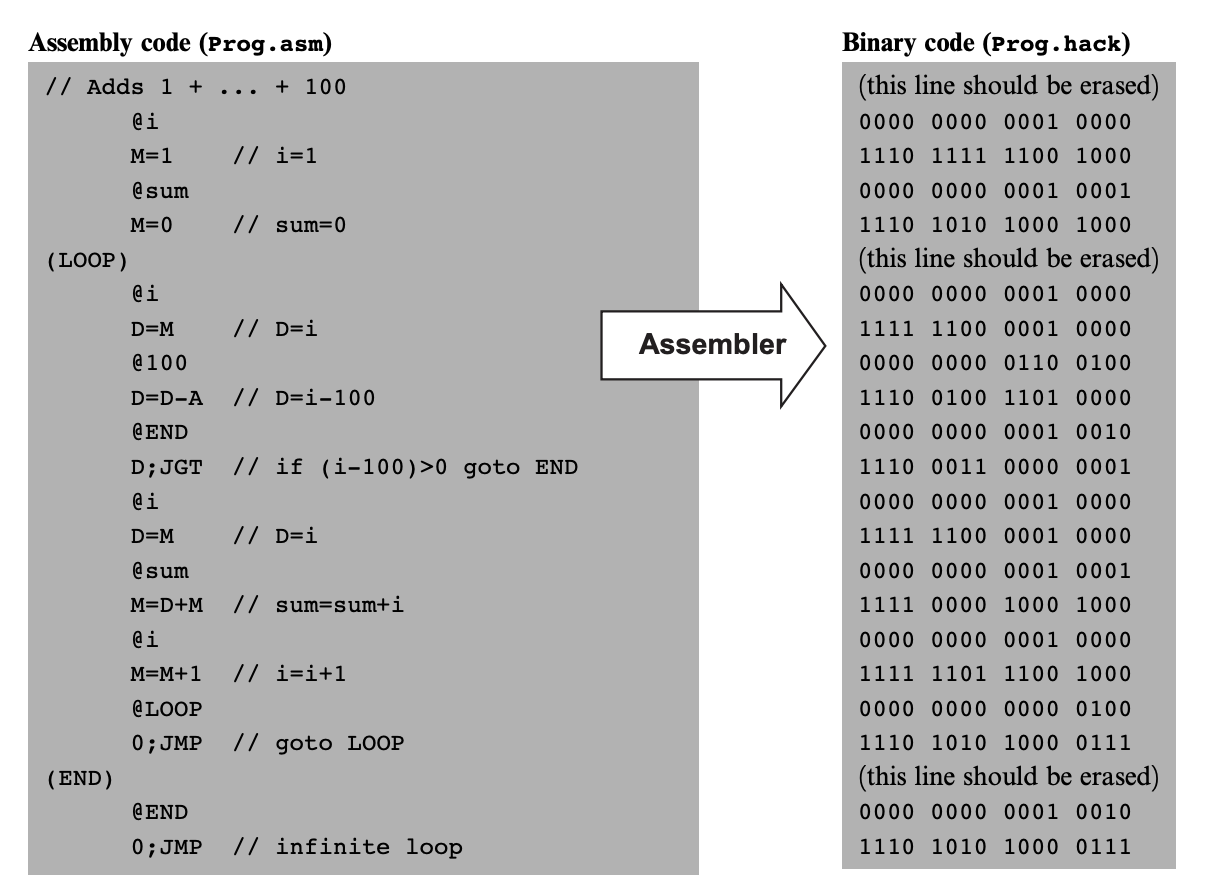 Assembly code (Prog.asm)
// Adds 1 + ... + 100
@i
M=1 // i=1
@sum
M=0 // sum=0
(LOOP)
@i
D=M // D=i
@100
D=D-A // D=i-100
@END
D;JGT // if (i-100)>0 goto END
@i
D=M // D=i
@sum
M=D+M // sum=sum+i
@i
M=M+1 // i=i+1
@LOOP
0;JMP // goto LOOP
(END)
@END
0;JMP // infinite loop
Assembler
Binary code (Prog.hack)
(this line should be erased)
0000 0000 0001 0000
1110 1111 1100 1000
0000 0000 0001 0001
1110 1010 1000 1000
(this line should be erased)
0000 0000 0001 0000
1111 1100 0001 0000
0000 0000 0110 0100
1110 0100 1101 0000
0000 0000 0001 0010
1110 0011 0000 0001
0000 0000 0001 0000
1111 1100 0001 0000
0000 0000 0001 0001
1111 0000 1000 1000
0000 0000 0001 0000
1111 1101 1100 1000
0000 0000 0000 0100
1110 1010 1000 0111
(this line should be erased)
0000 0000 0001 0010
1110 1010 1000 0111